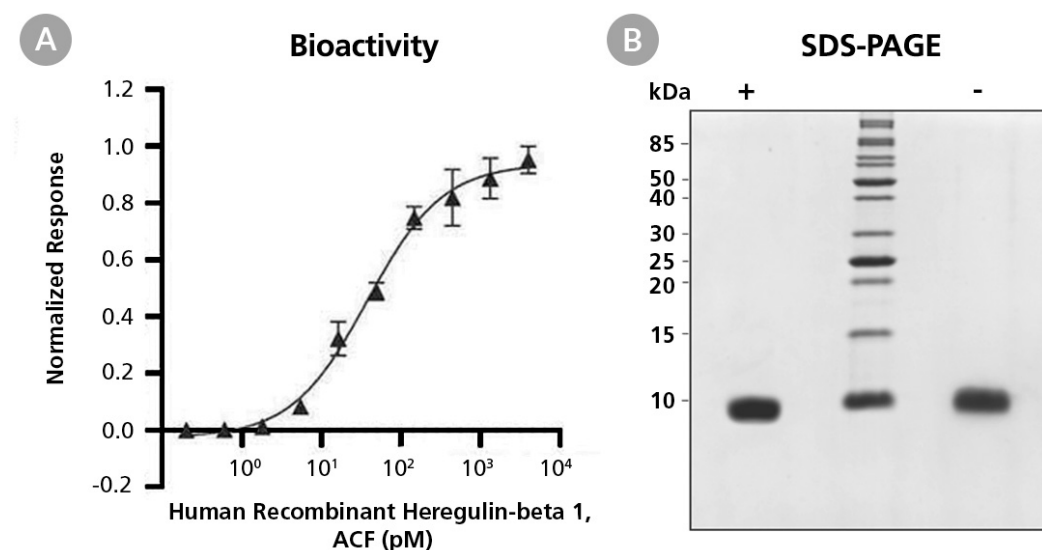 A
Bioactivity
1.2
1.0
0.8
0.6
0.4
0.2
0.0
-0.2
Normalized Response
10⁰ 10¹ 10² 10³ 10⁴
Human Recombinant Heregulin-beta 1,
ACF (pM)
B
SDS-PAGE
kDa + -
85
50
40
30
25
20
15
10